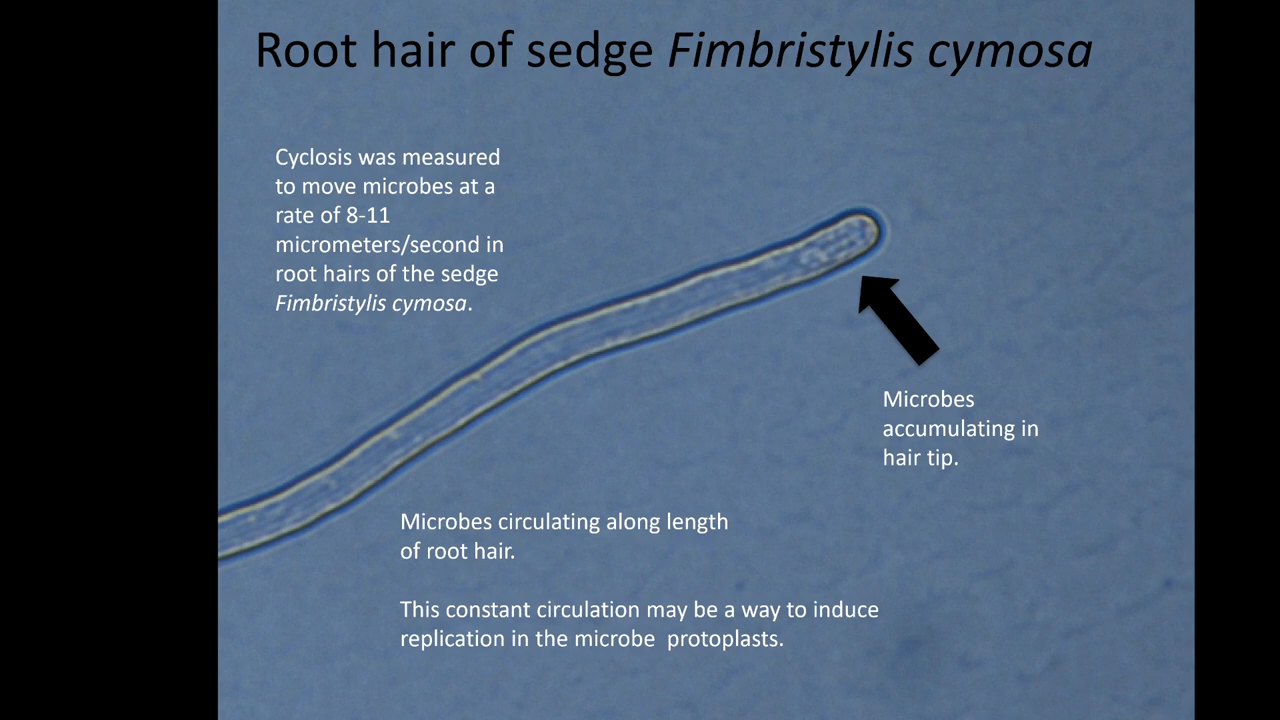 Root hair of sedge Fimbristylis cymosa
Cyclosis was measured
to move microbes at a
rate of 8-11
micrometers/second in
root hairs of the sedge
Fimbristylis cymosa.
Microbes
accumulating in
hair tip.
Microbes circulating along length
of root hair.
This constant circulation may be a way to induce
replication in the microbe  protoplasts.